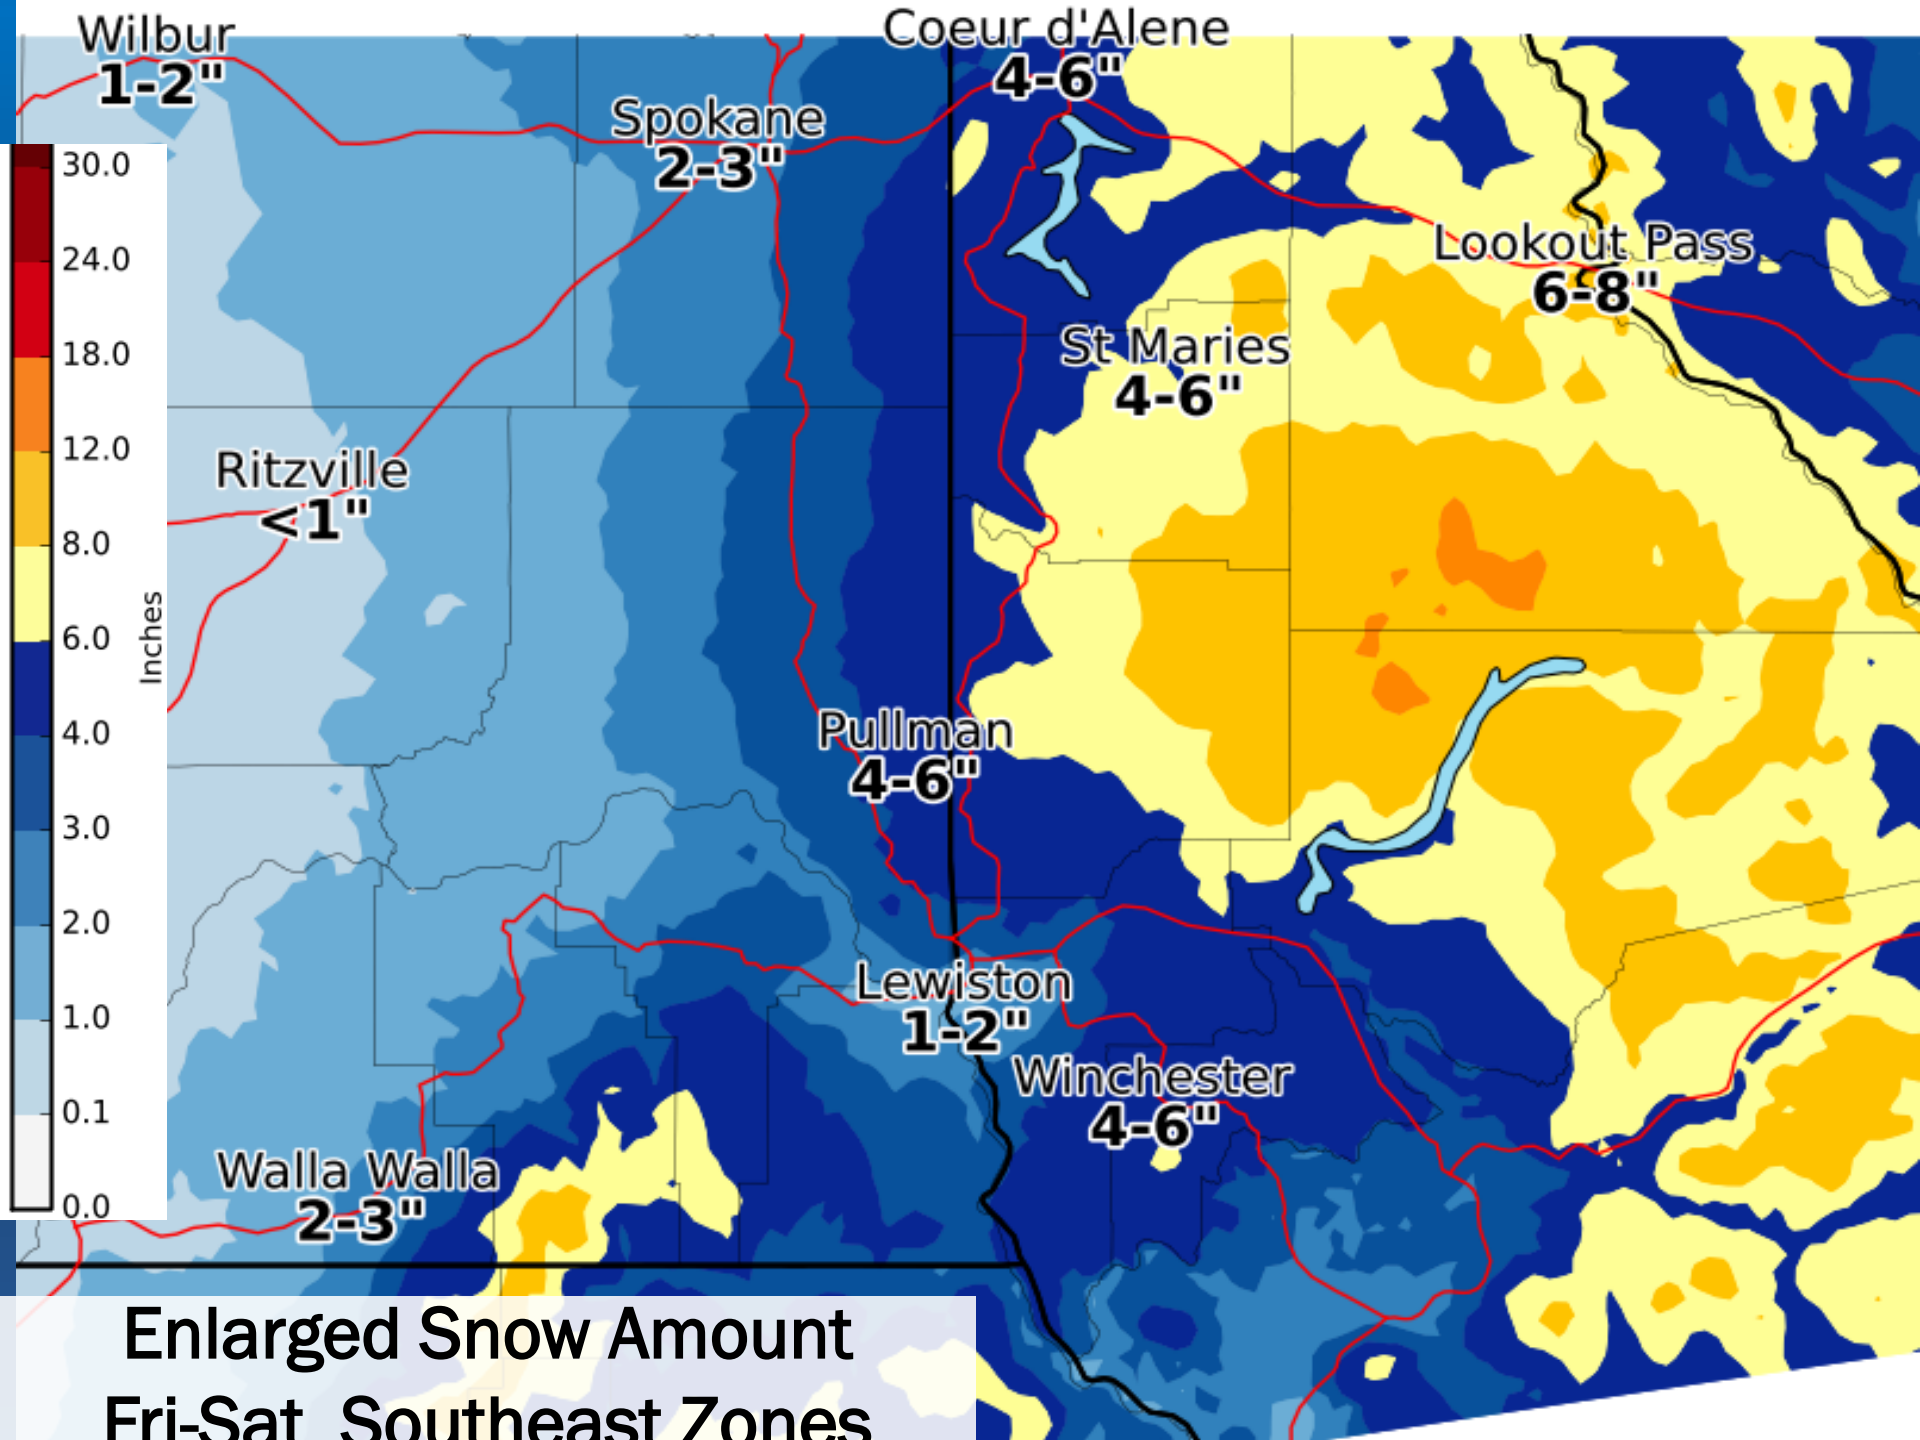 Wilbur
1-2"
Coeur d'Alene
4-6"
Spokane
2-3"
Lookout Pass
6-8"
St Maries
4-6"
Ritzville
<1"
Pullman
4-6"
Lewiston
1-2"
Winchester
4-6"
Walla Walla
2-3"
30.0
24.0
18.0
12.0
8.0
6.0
4.0
3.0
2.0
1.0
0.1
0.0
Inches
Enlarged Snow Amount
Fri-Sat Southeast Zones